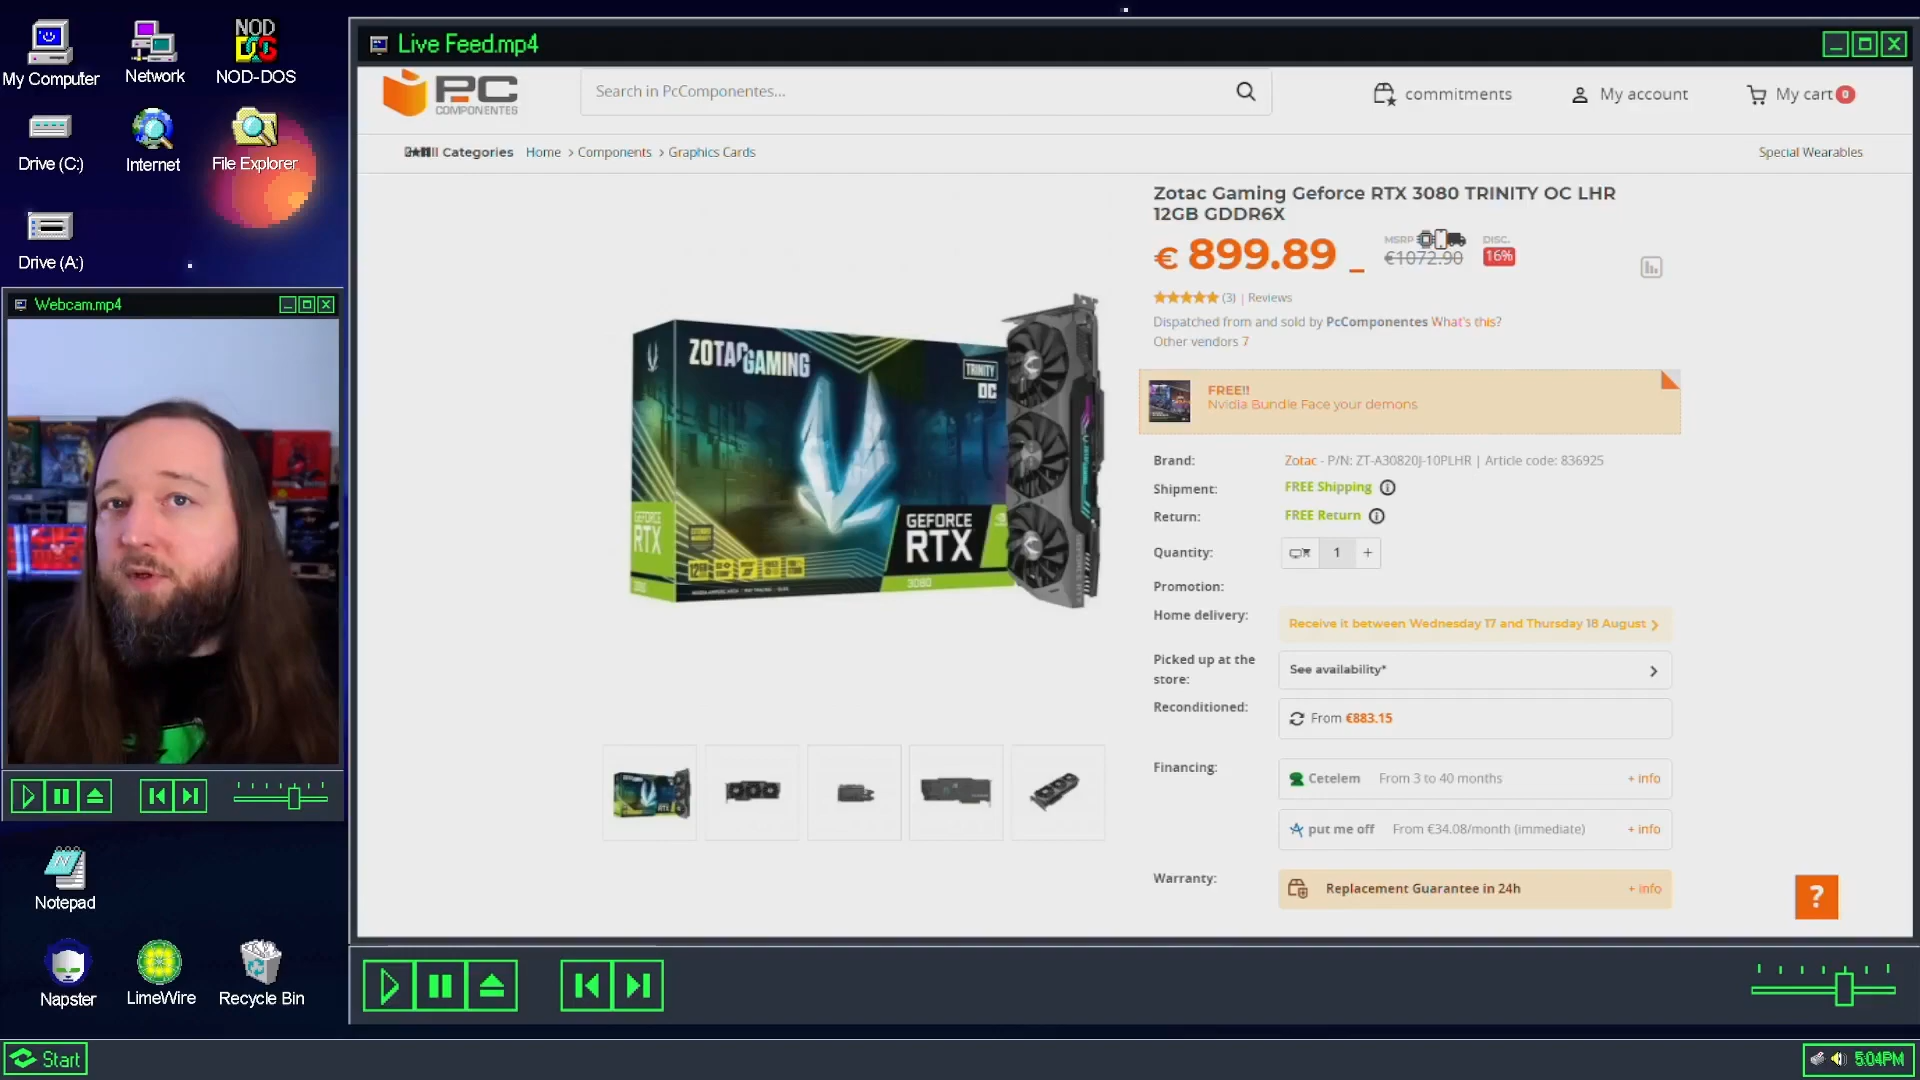 My Computer
Network
NOD
DOS
NOD-DOS
Drive (C:)
Internet
File Explorer
Drive (A:)
Webcam.mp4
Notepad
Napster
LimeWire
Recycle Bin
Start
Live Feed.mp4
PC
COMPONENTES
Search in PcComponentes...
commitments
My account
My cart 0
Categories
Home > Components > Graphics Cards
Special Wearables
Zotac Gaming Geforce RTX 3080 TRINITY OC LHR
12GB GDDR6X
€ 899.89
MSRP
€1072.90
DISC.
16%
(3) | Reviews
Dispatched from and sold by PcComponentes What's this?
Other vendors 7
FREE!!
Nvidia Bundle Face your demons
Brand: Zotac - P/N: ZT-A30820J-10PLHR | Article code: 836925
Shipment: FREE Shipping
Return: FREE Return
Quantity: 1 +
Promotion:
Home delivery: Receive it between Wednesday 17 and Thursday 18 August
Picked up at the
store:
See availability*
Reconditioned: From €883.15
Financing: Cetelem From 3 to 40 months + info
put me off From €34.08/month (immediate) + info
Warranty: Replacement Guarantee in 24h + info
?
ZOTAC GAMING
TRINITY
OC
GEFORCE
RTX
GEFORCE
RTX
3080
12GB
5:04PM